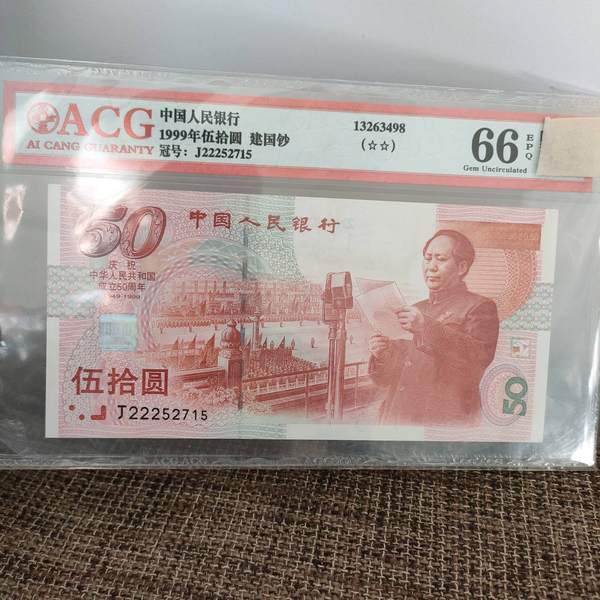 ACG
AI CANG GUARANTY
中国人民银行
1999年伍拾圆 建国钞
冠号: J22252715
13263498
(☆☆)
66
EPQ
Gem Uncirculated
50
中国人民银行
庆祝
中华人民共和国
成立50周年
1949-1999
伍拾圆
J22252715
50